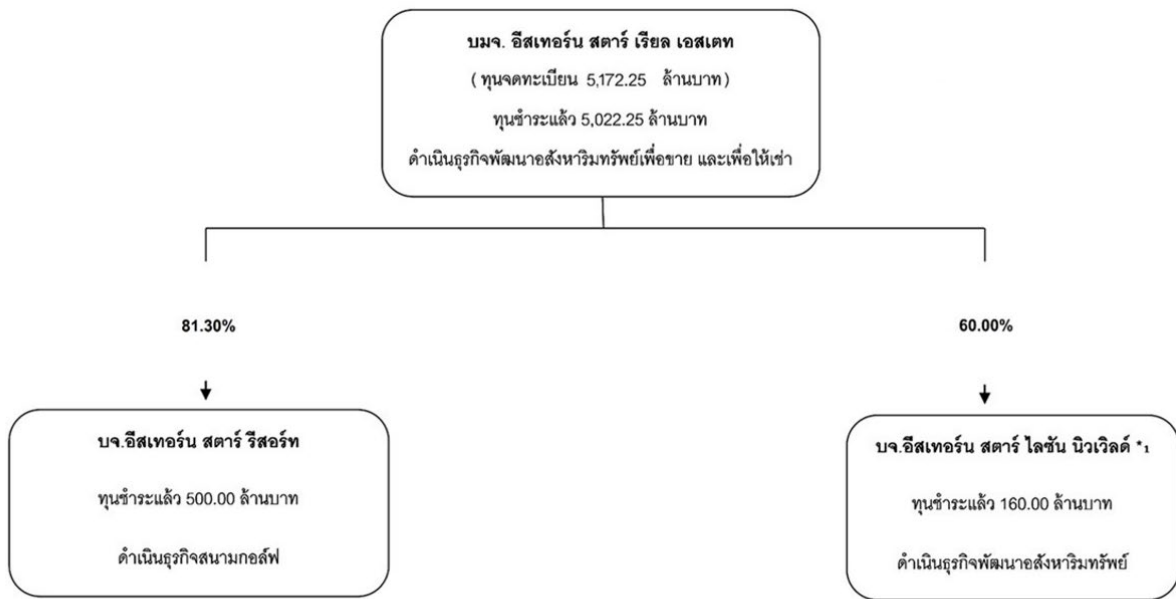 บมจ. อีสเทอร์น สตาร์ เรียล เอสเตท
( ทุนจดทะเบียน 5,172.25 ล้านบาท )
ทุนชำระแล้ว 5,022.25 ล้านบาท
ดำเนินธุรกิจพัฒนาอสังหาริมทรัพย์เพื่อขาย และเพื่อให้เช่า
81.30%
60.00%
บจ.อีสเทอร์น สตาร์ รีสอร์ท
ทุนชำระแล้ว 500.00 ล้านบาท
ดำเนินธุรกิจสนามกอล์ฟ
บจ.อีสเทอร์น สตาร์ ไลซัน นิวเวิลด์ *1
ทุนชำระแล้ว 160.00 ล้านบาท
ดำเนินธุรกิจพัฒนาอสังหาริมทรัพย์